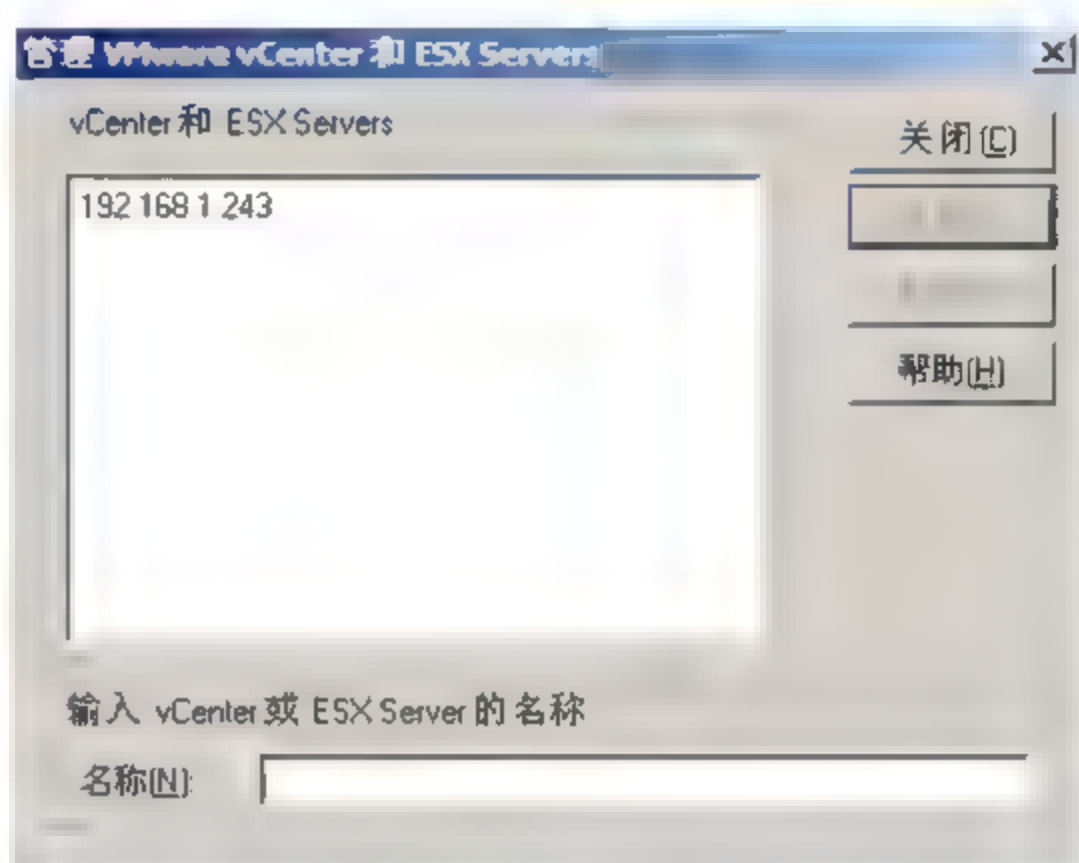 管理 VMware vCenter 和 ESX Servers
vCenter 和 ESX Servers
192 168 1 243
关闭(C)
帮助(H)
输入 vCenter 或 ESX Server 的名称
名称(N):